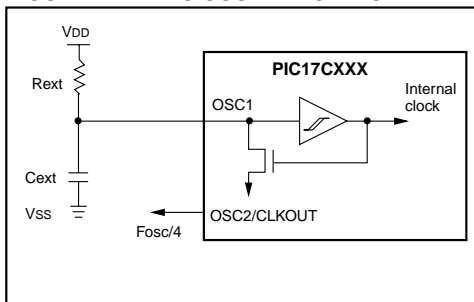 VDD
Rext
PIC17CXXX
Internal
clock
OSC1
Cext
VSS
OSC2/CLKOUT
Fosc/4